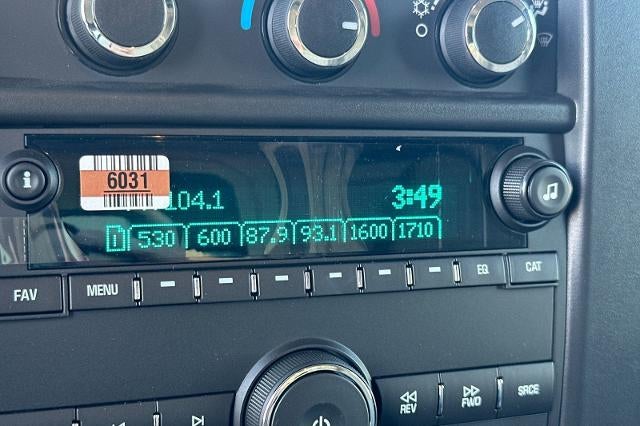 6031
104.1 3:49
1 530 600 87.9 93.1 1600 1710
i
FAV MENU EQ CAT
REV FWD SRCE